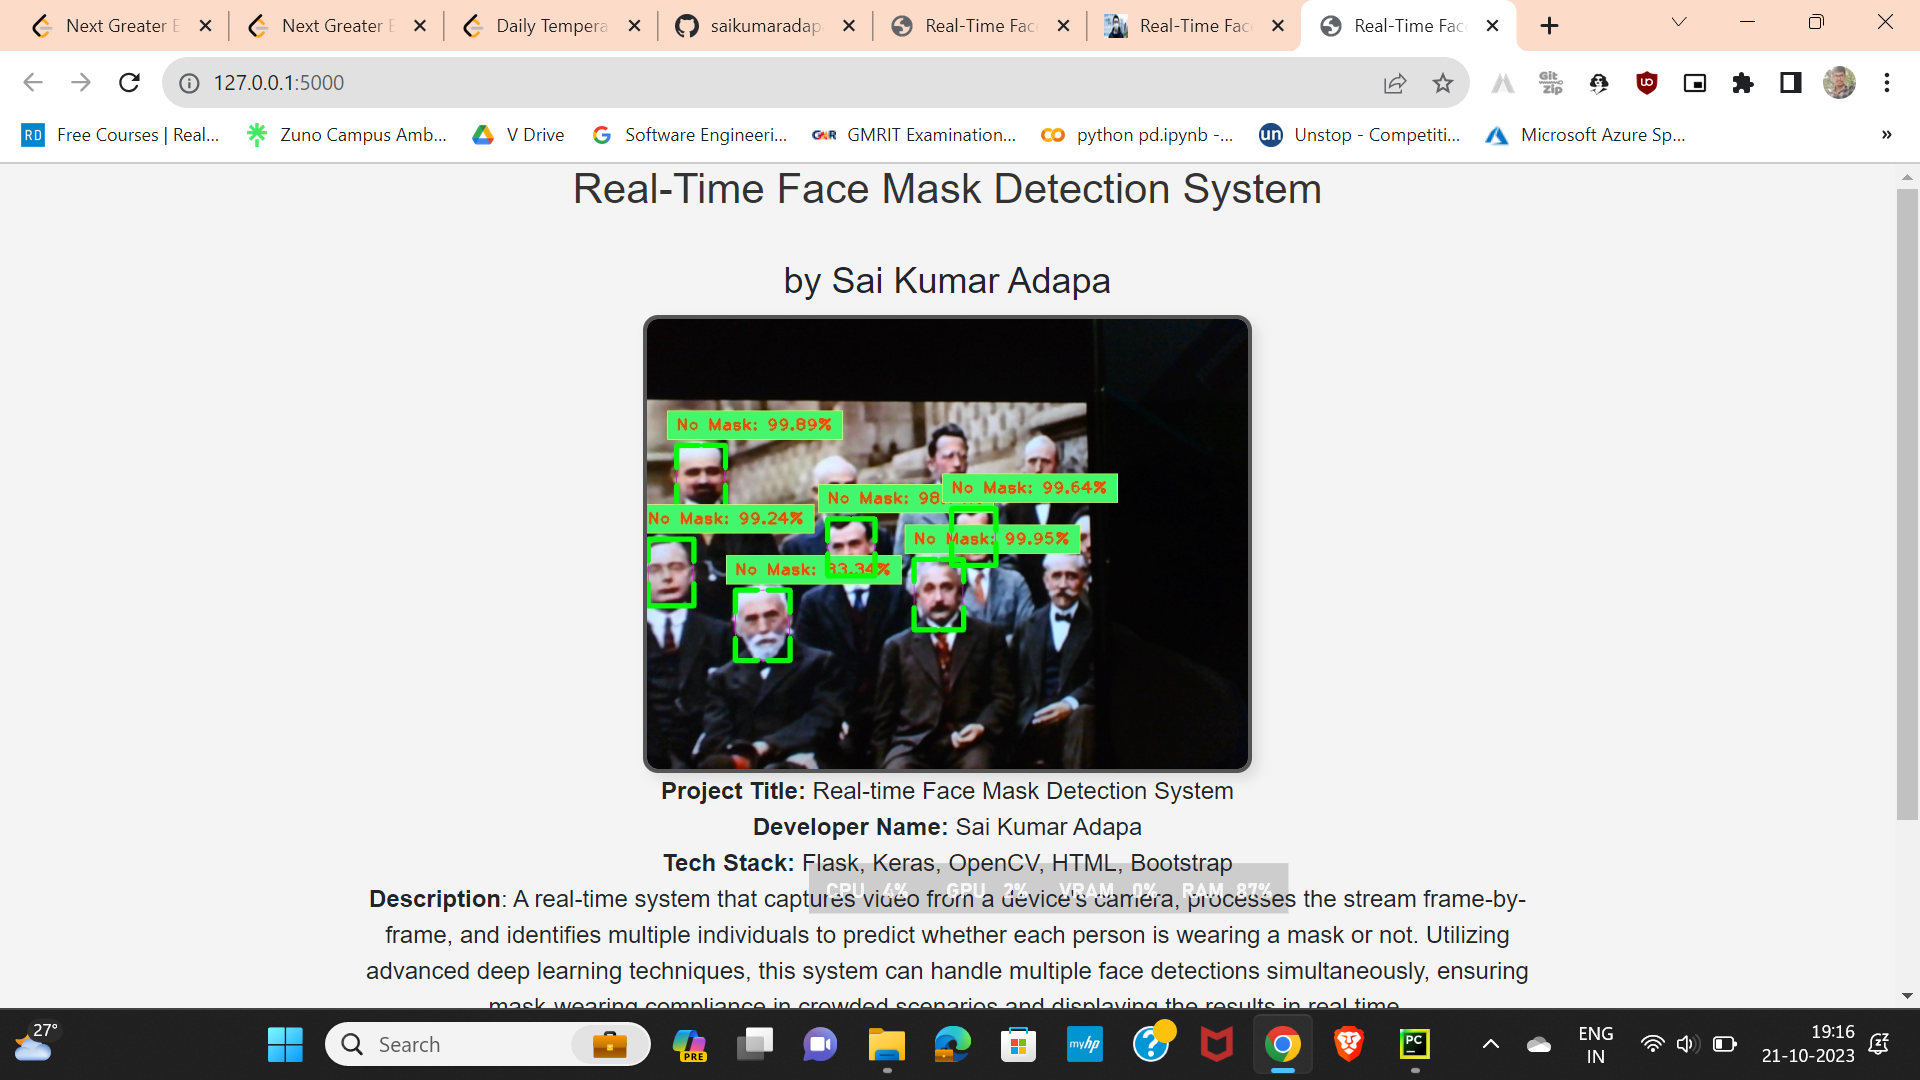 Next Greater E
Next Greater E
Daily Tempera
saikumaradap
Real-Time Fac
Real-Time Fac
Real-Time Fac
127.0.0.1:5000
Git Zip
RD Free Courses | Real...
Zuno Campus Amb...
V Drive
Software Engineeri...
GMR GMRIT Examination...
python pd.ipynb -...
un Unstop - Competiti...
Microsoft Azure Sp...
»
Real-Time Face Mask Detection System
by Sai Kumar Adapa
No Mask: 99.89%
No Mask: 99.64%
No Mask: 98.
No Mask: 99.24%
No Mask: 99.95%
No Mask: 83.34%
Project Title: Real-time Face Mask Detection System
Developer Name: Sai Kumar Adapa
Tech Stack: Flask, Keras, OpenCV, HTML, Bootstrap
CPU 4% GPU 2% VRAM 0% RAM 87%
Description: A real-time system that captures video from a device's camera, processes the stream frame-by-
frame, and identifies multiple individuals to predict whether each person is wearing a mask or not. Utilizing
advanced deep learning techniques, this system can handle multiple face detections simultaneously, ensuring
mask-wearing compliance in crowded scenarios and displaying the results in real time.
27°
Search
PRE
myhp
PC
ENG
IN
19:16
21-10-2023